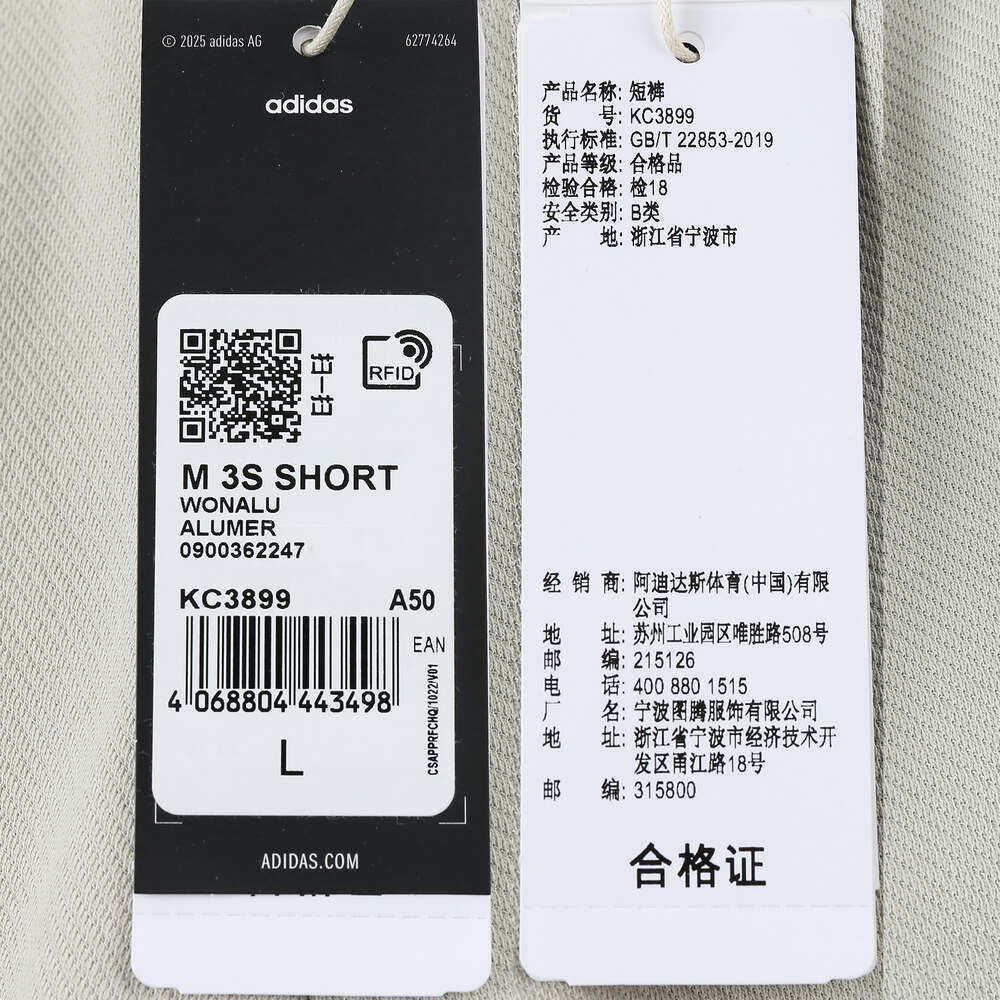 © 2025 adidas AG
62774264
adidas
扫一扫
RFID
M 3S SHORT
WONALU
ALUMER
0900362247
KC3899
A50
EAN
4 068804 443498
CSAPPRFCHQ/1022/V01
L
ADIDAS.COM
产品名称: 短裤
货 号: KC3899
执行标准: GB/T 22853-2019
产品等级: 合格品
检验合格: 检18
安全类别: B类
产 地: 浙江省宁波市
经 销 商: 阿迪达斯体育(中国)有限
公司
地 址: 苏州工业园区唯胜路508号
邮 编: 215126
电 话: 400 880 1515
厂 名: 宁波图腾服饰有限公司
地 址: 浙江省宁波市经济技术开
发区甬江路18号
邮 编: 315800
合格证